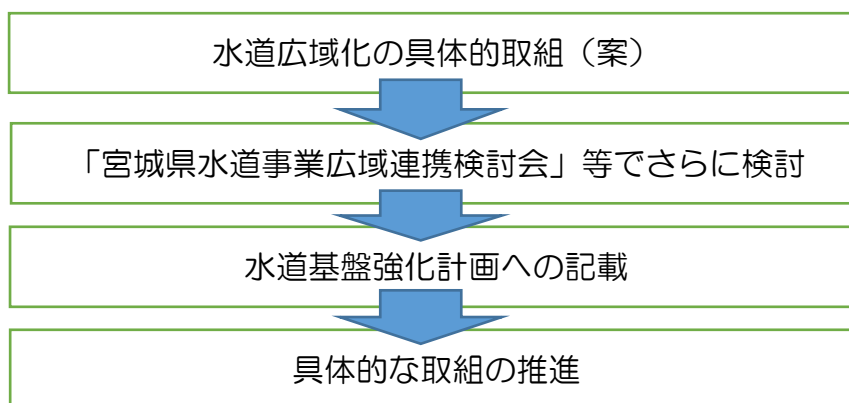 水道広域化の具体的取組（案）
「宮城県水道事業広域連携検討会」等でさらに検討
水道基盤強化計画への記載
具体的な取組の推進